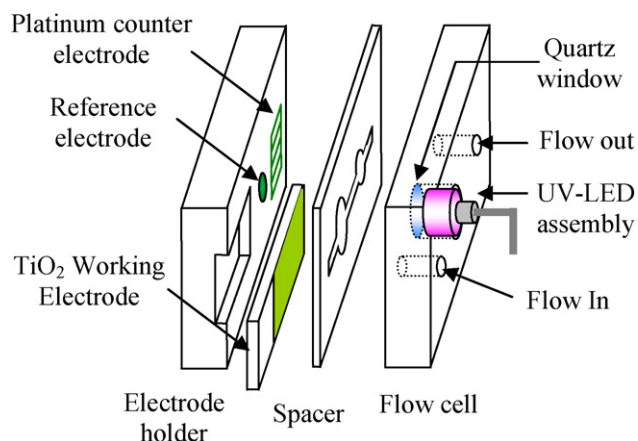 Platinum counter
electrode
Reference
electrode
TiO₂ Working
Electrode
Electrode
holder
Spacer
Flow cell
Quartz
window
Flow out
UV-LED
assembly
Flow In